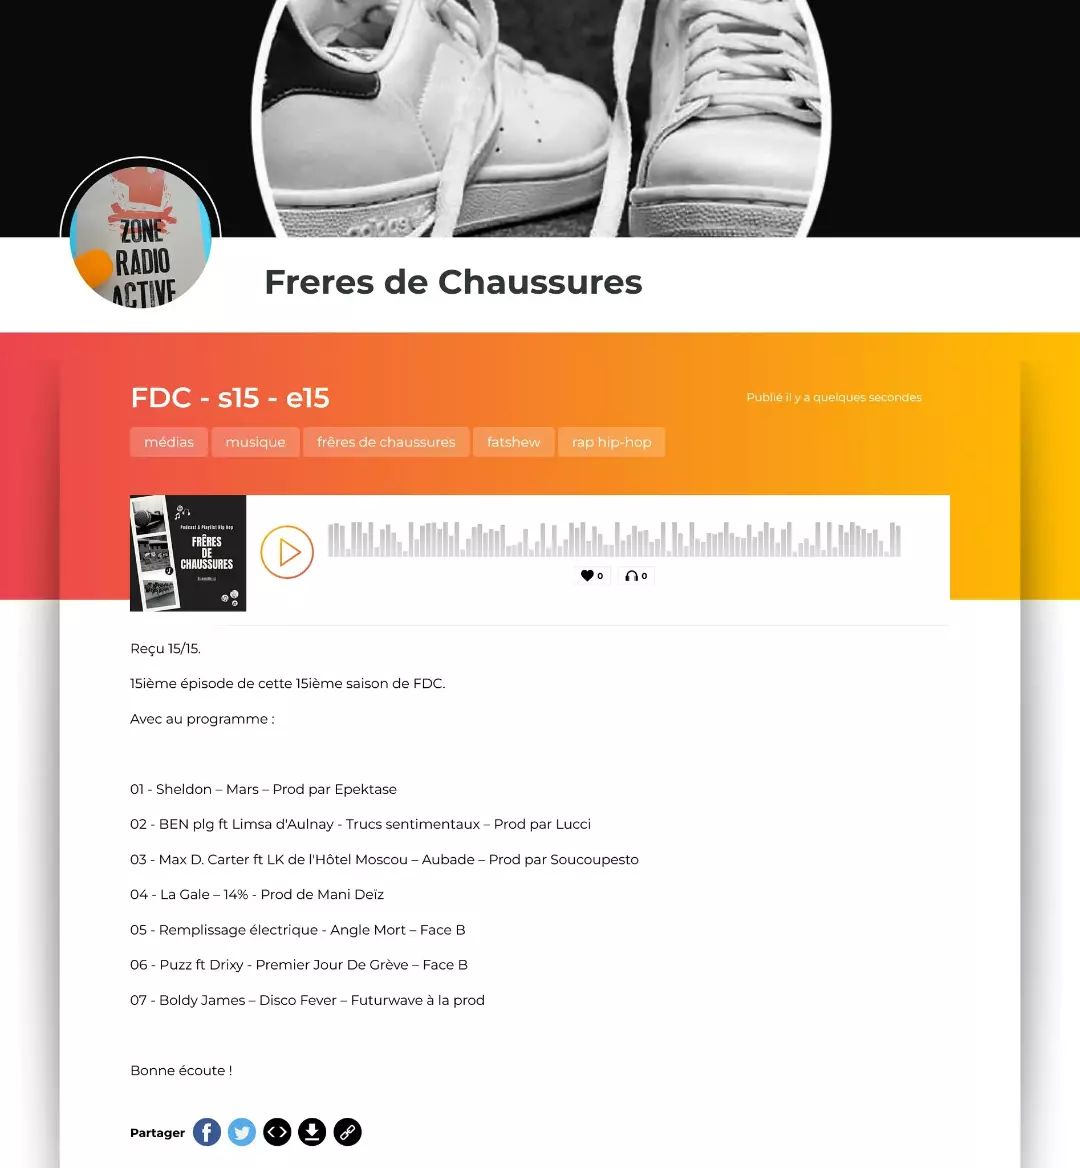 adidas
ZONE
RADIO
ACTIVE
Freres de Chaussures
FDC - s15 - e15
Publié il y a quelques secondes
médias musique frêres de chaussures fatshew rap hip-hop
Podcast & Playlist Hip Hop
FRÊRES
DE
CHAUSSURES
0 0
Reçu 15/15.
15ième épisode de cette 15ième saison de FDC.
Avec au programme :
01 - Sheldon – Mars – Prod par Epektase
02 - BEN plg ft Limsa d'Aulnay - Trucs sentimentaux – Prod par Lucci
03 - Max D. Carter ft LK de l'Hôtel Moscou – Aubade – Prod par Soucoupesto
04 - La Gale – 14% - Prod de Mani Deïz
05 - Remplissage électrique - Angle Mort – Face B
06 - Puzz ft Drixy - Premier Jour De Grève – Face B
07 - Boldy James – Disco Fever – Futurwave à la prod
Bonne écoute !
Partager